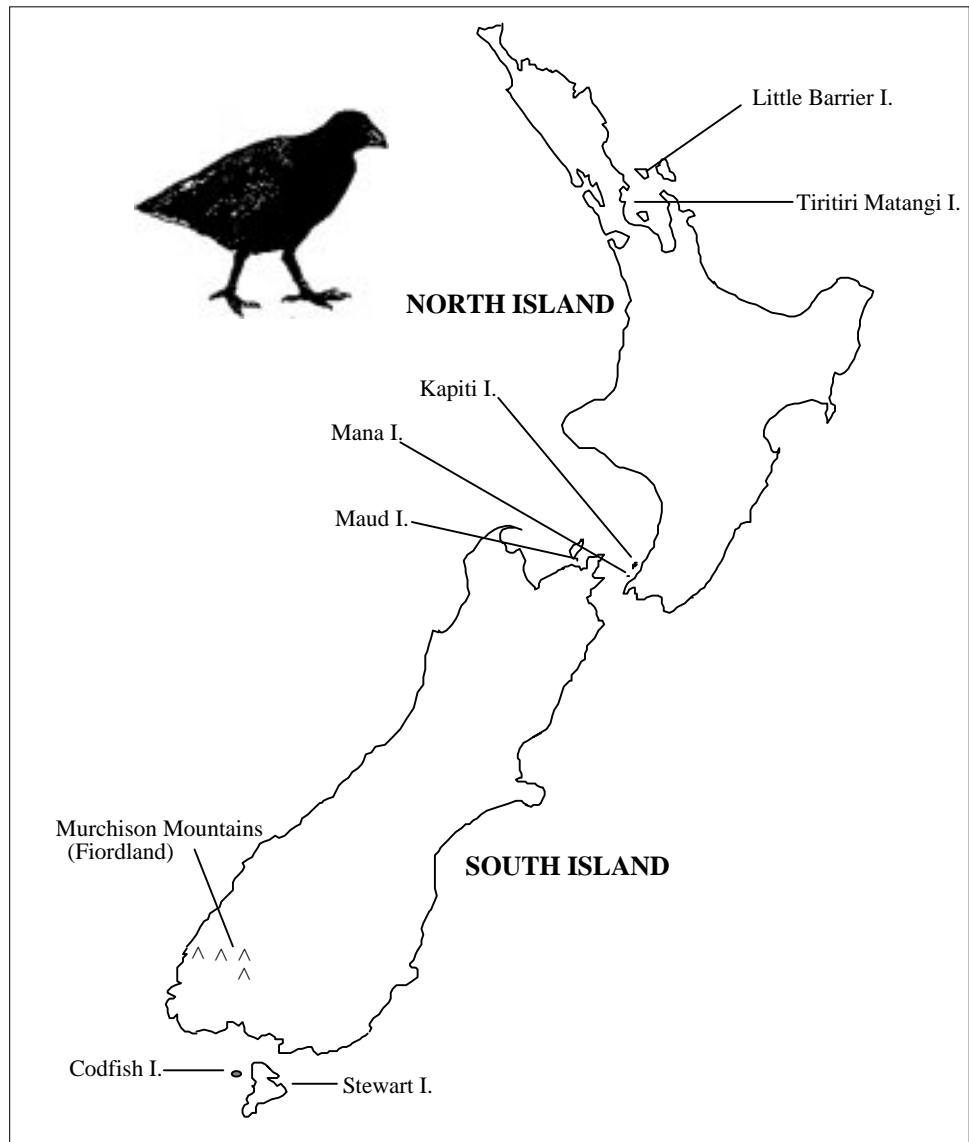 Little Barrier I.
Tiritiri Matangi I.
NORTH ISLAND
Kapiti I.
Mana I.
Maud I.
Murchison Mountains
(Fiordland)
SOUTH ISLAND
Codfish I.
Stewart I.